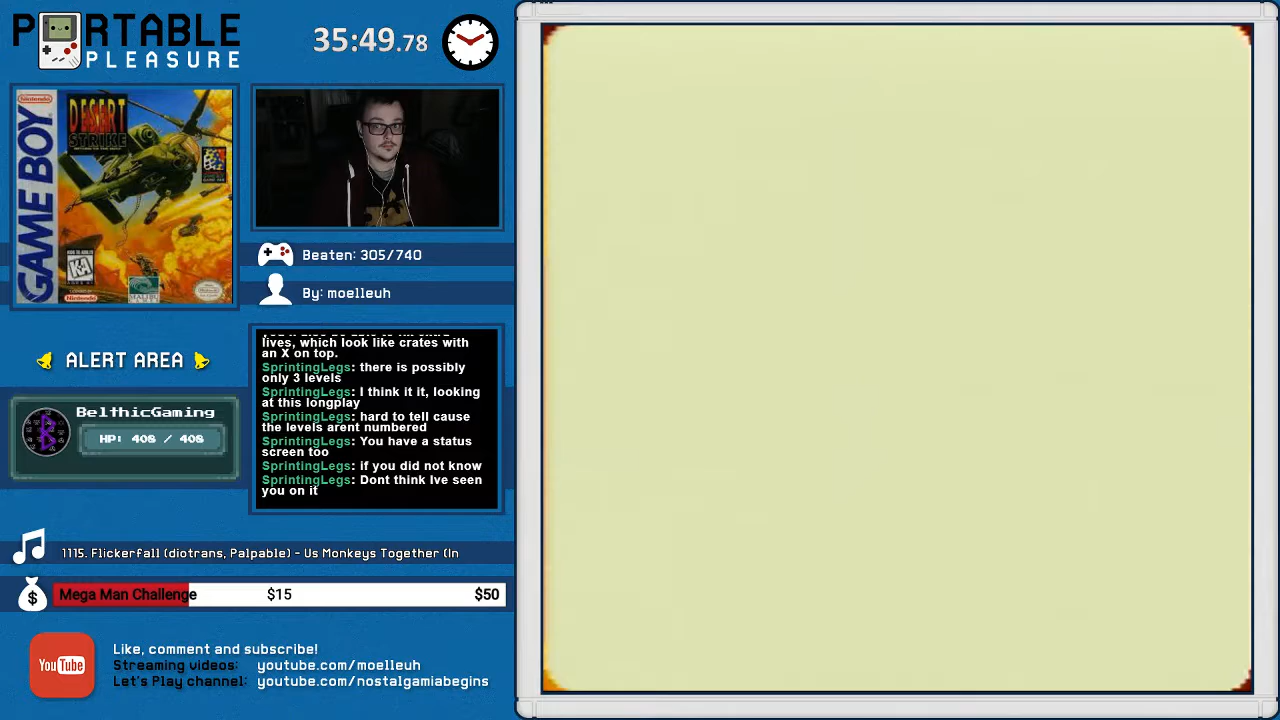 PORTABLE
PLEASURE
35:49.78
Nintendo
GAME BOY
DESERT
STRIKE
KA
MALIBU
Beaten: 305/740
By: moelleuh
ALERT AREA
BelthicGaming
HP: 408 / 408
lives, which look like crates with
an X on top.
SprintingLegs: there is possibly
only 3 levels
SprintingLegs: I think it it, looking
at this longplay
SprintingLegs: hard to tell cause
the levels arent numbered
SprintingLegs: You have a status
screen too
SprintingLegs: if you did not know
SprintingLegs: Dont think Ive seen
you on it
1115. Flickerfall (diotrans, Palpable) - Us Monkeys Together (In
Mega Man Challenge $15 $50
Like, comment and subscribe!
YouTube
Streaming videos: youtube.com/moelleuh
Let's Play channel: youtube.com/nostalgamiabegins